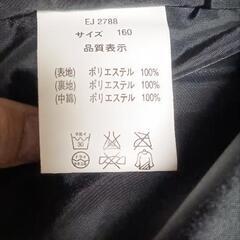 EJ 2788
サイズ 160
品質表示
(表地) ポリエステル 100%
(裏地) ポリエステル 100%
(中綿) ポリエステル 100%